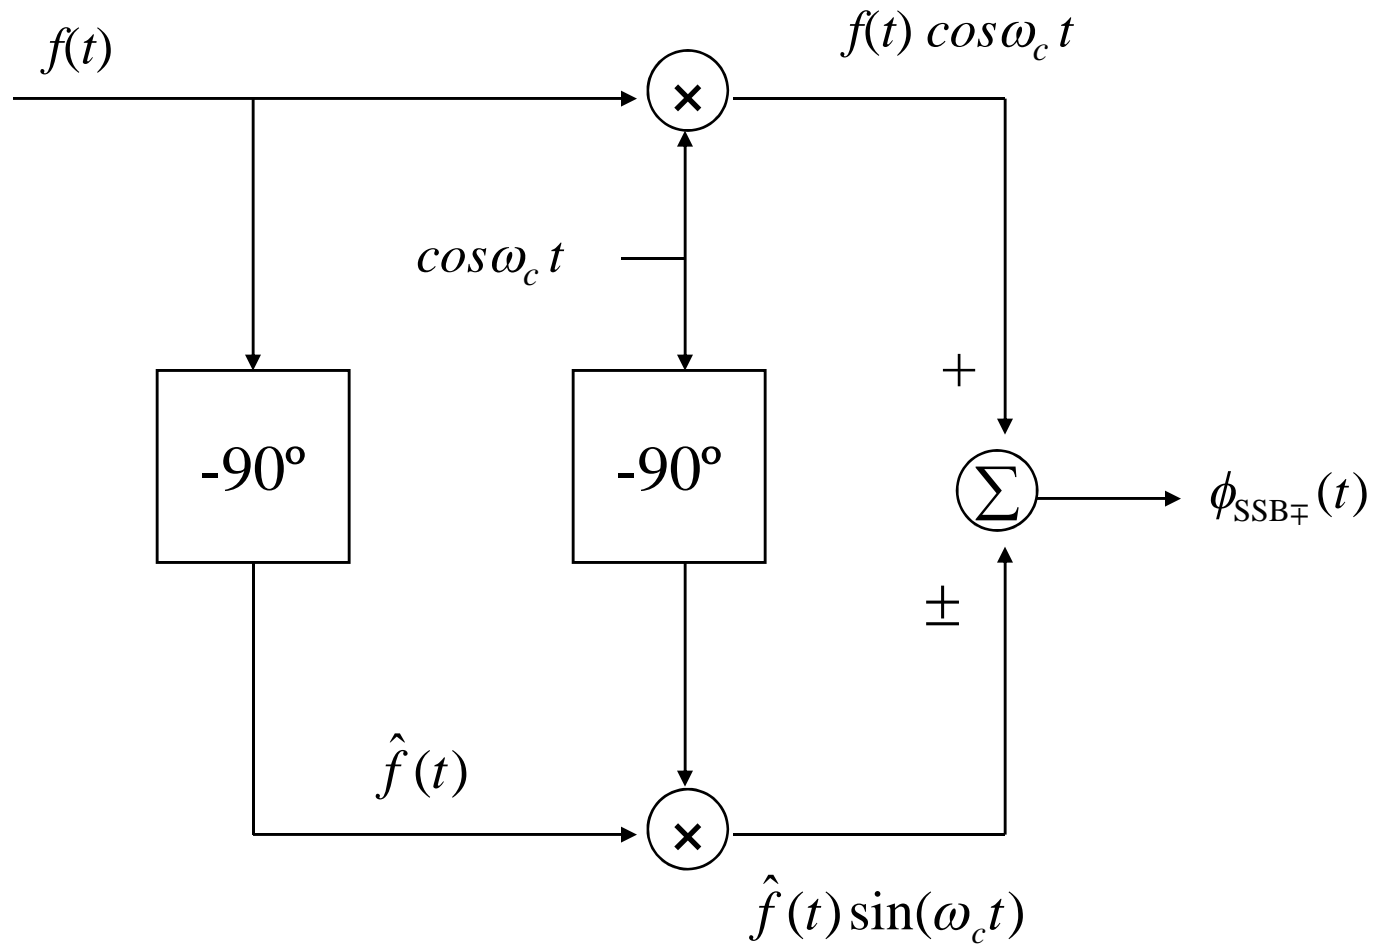 f(t)
f(t) cosω_c t
×
cosω_c t
+
-90º
-90º
∑
ϕ_SSB∓(t)
±
f̂(t)
×
f̂(t) sin(ω_c t)